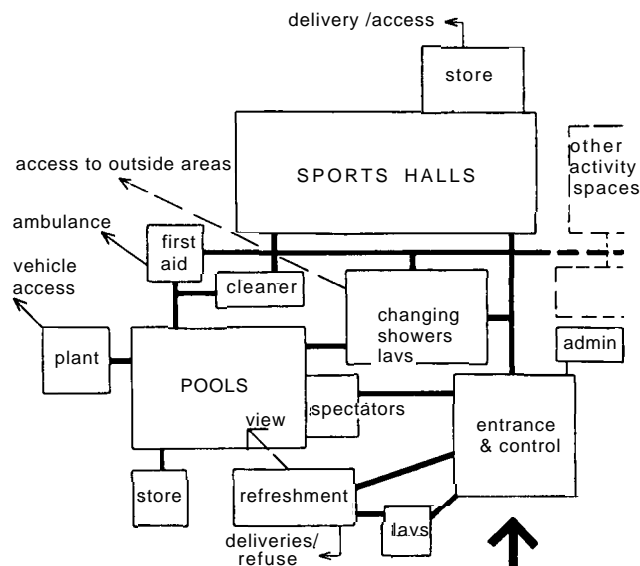 delivery /access
store
SPORTS HALLS
other
activity
spaces
access to outside areas
ambulance
first
aid
vehicle
access
cleaner
changing
showers
lavs
admin
plant
POOLS
view
spectators
entrance
& control
store
refreshment
lavs
deliveries/
refuse